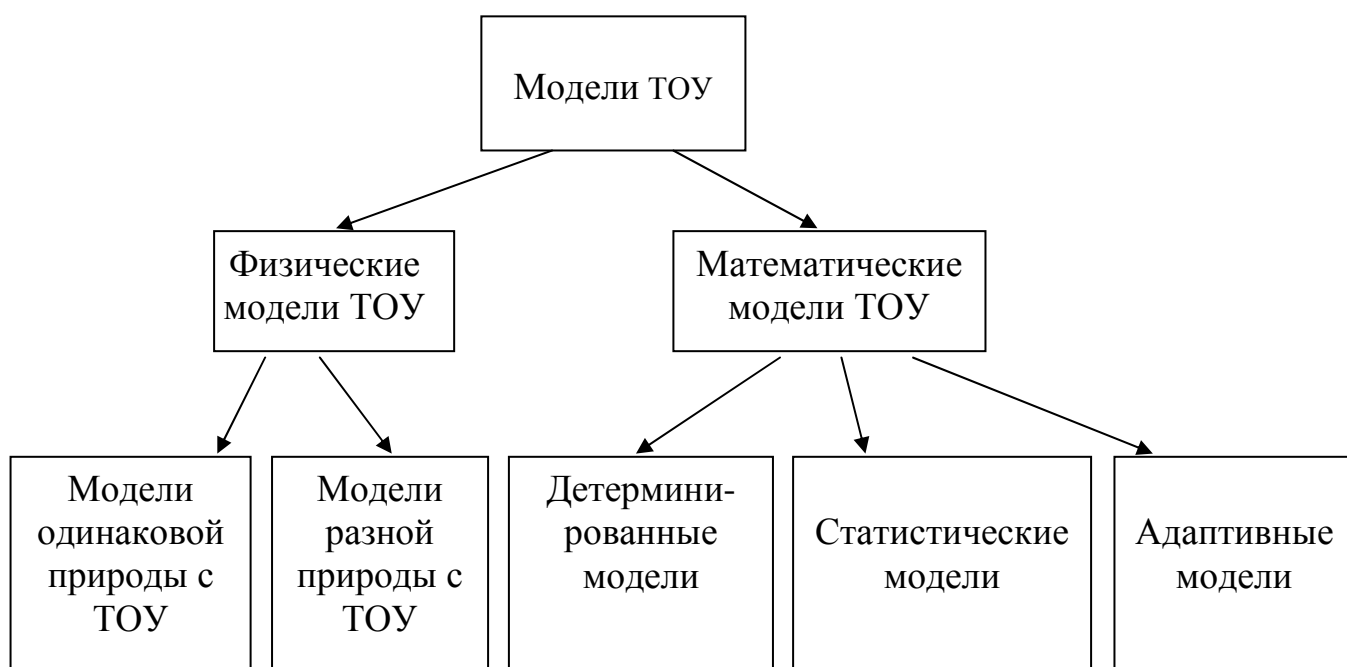 Модели ТОУ
Физические
модели ТОУ
Математические
модели ТОУ
Модели
одинаковой
природы с
ТОУ
Модели
разной
природы с
ТОУ
Детермини-
рованные
модели
Статистические
модели
Адаптивные
модели